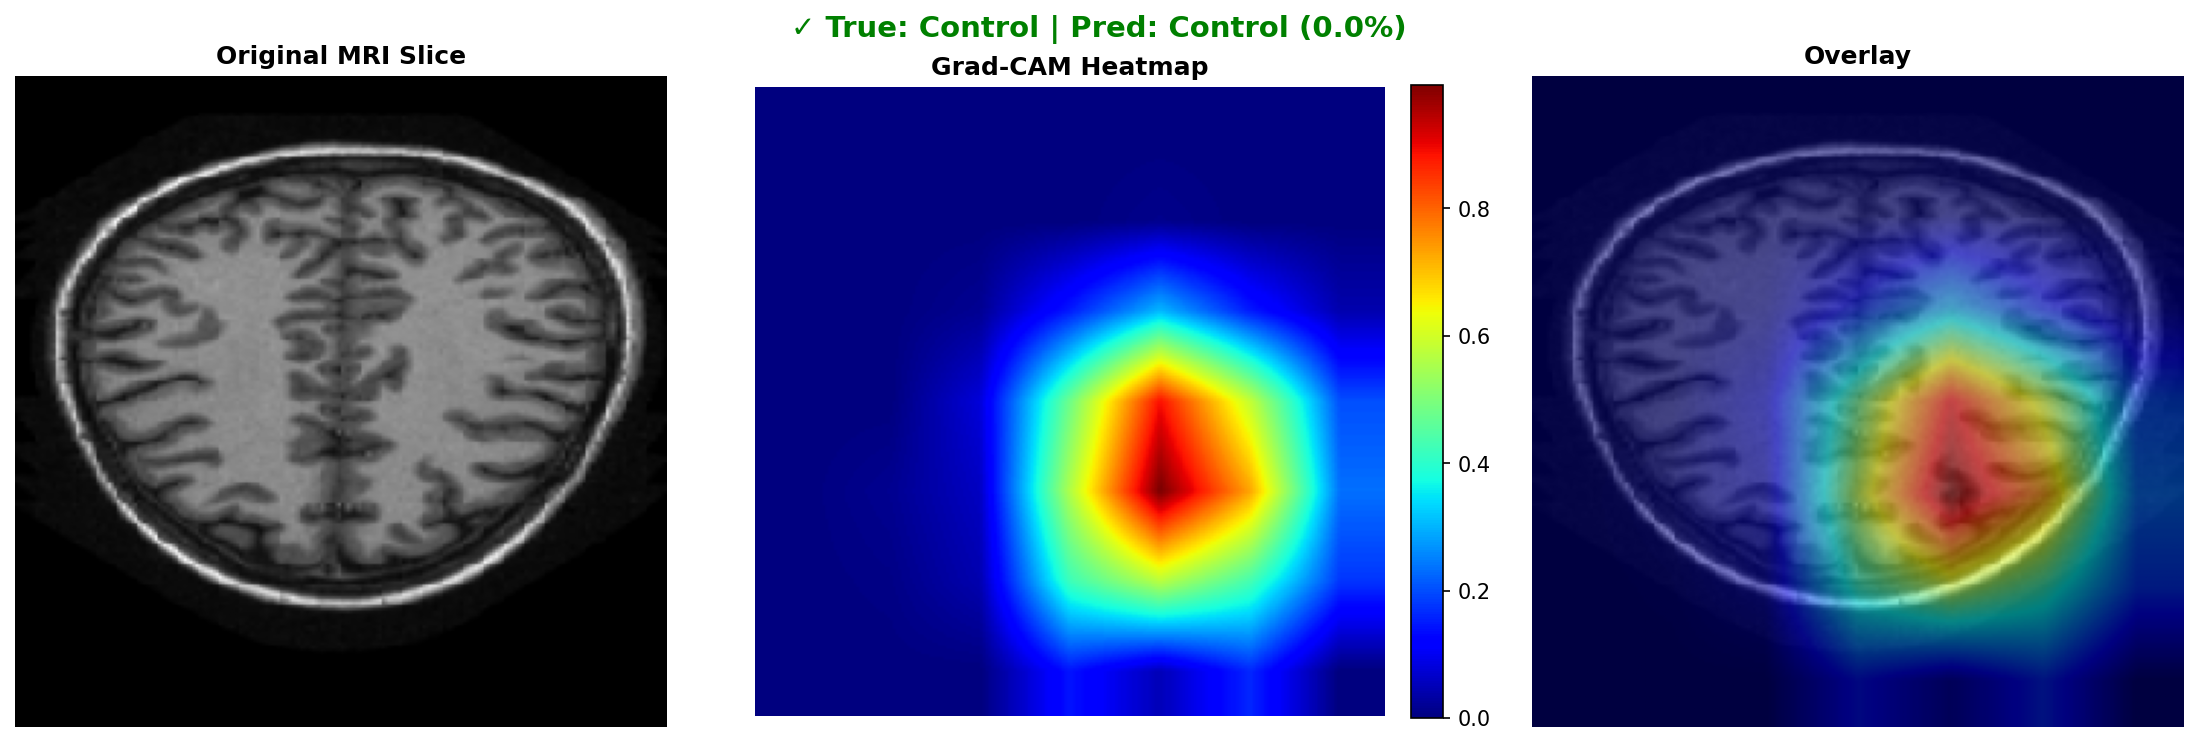 ✓ True: Control | Pred: Control (0.0%)
Original MRI Slice
Grad-CAM Heatmap
Overlay
0.8
0.6
0.4
0.2
0.0